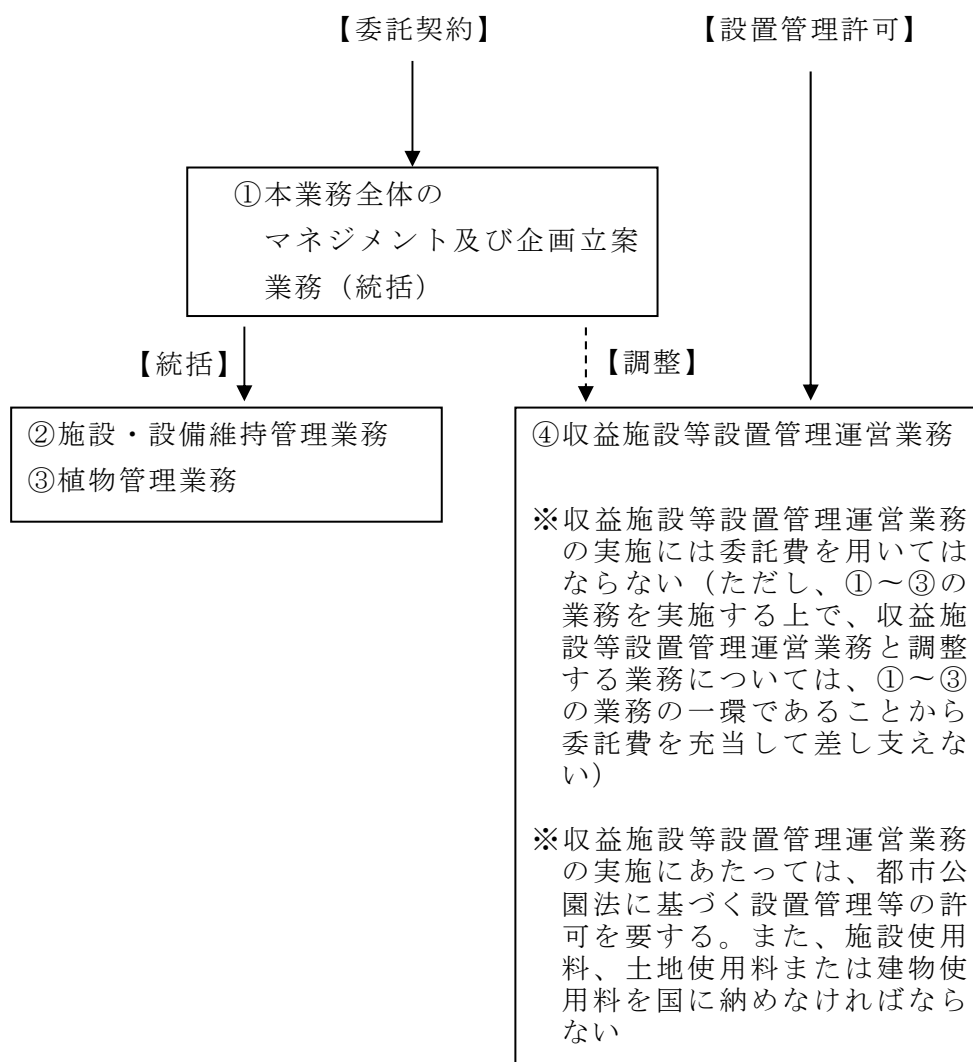 【委託契約】
【設置管理許可】
①本業務全体の
マネジメント及び企画立案
業務（統括）
【統括】
【調整】
②施設・設備維持管理業務
③植物管理業務
④収益施設等設置管理運営業務
※収益施設等設置管理運営業務
の実施には委託費を用いては
ならない（ただし、①～③の
業務を実施する上で、収益施
設等設置管理運営業務と調整
する業務については、①～③
の業務の一環であることから
委託費を充当して差し支えな
い）
※収益施設等設置管理運営業務
の実施にあたっては、都市公
園法に基づく設置管理等の許
可を要する。また、施設使用
料、土地使用料または建物使
用料を国に納めなければなら
ない